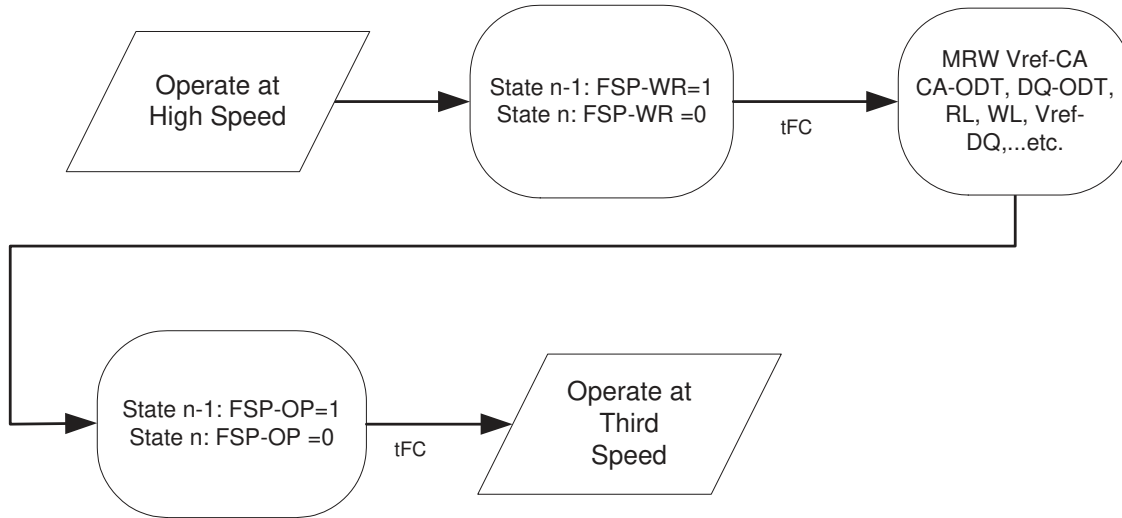 Operate at
High Speed
State n-1: FSP-WR=1
State n: FSP-WR =0
tFC
MRW Vref-CA
CA-ODT, DQ-ODT,
RL, WL, Vref-
DQ,...etc.
State n-1: FSP-OP=1
State n: FSP-OP =0
tFC
Operate at
Third
Speed